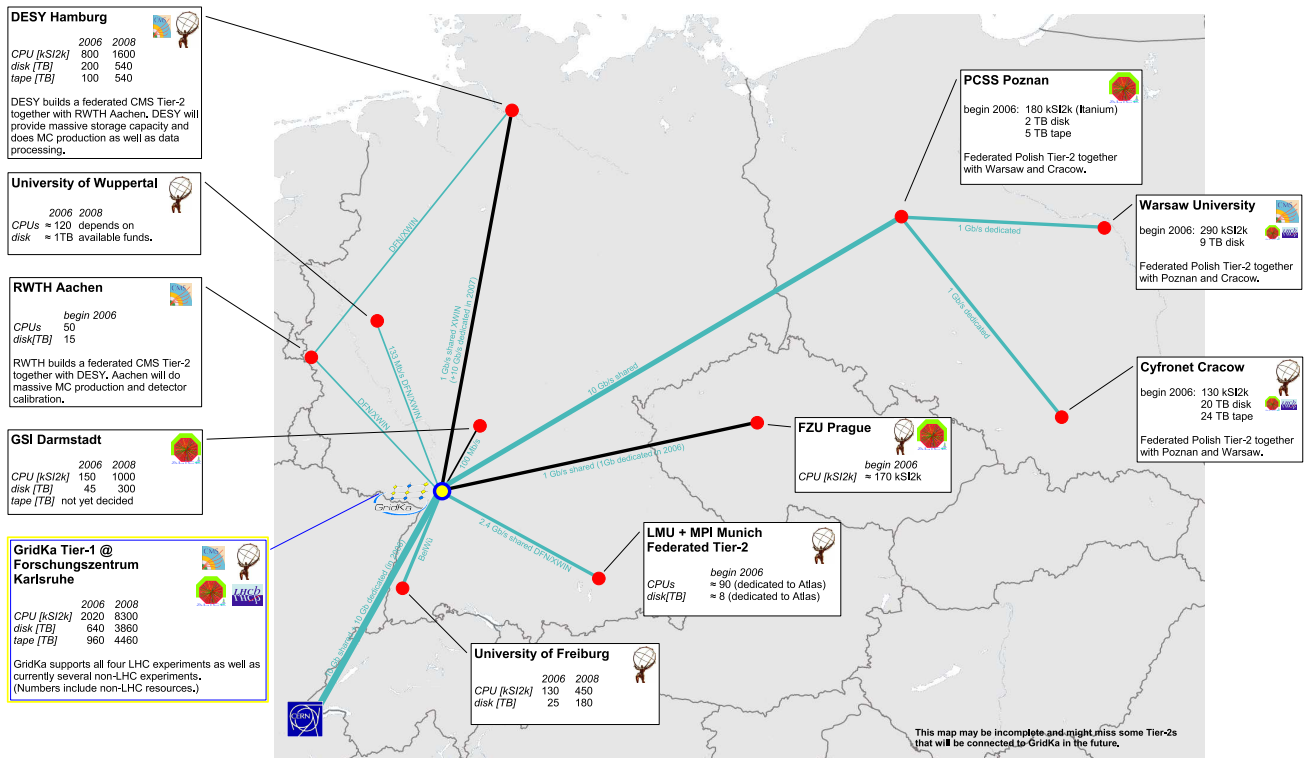 DESY Hamburg
2006 2008
CPU [kSI2k] 800 1600
disk [TB] 200 540
tape [TB] 100 540
DESY builds a federated CMS Tier-2
together with RWTH Aachen. DESY will
provide massive storage capacity and
does MC production as well as data
processing.
University of Wuppertal
2006 2008
CPUs ≈ 120 depends on
disk ≈ 1TB available funds.
RWTH Aachen
begin 2006
CPUs 50
disk[TB] 15
RWTH builds a federated CMS Tier-2
together with DESY. Aachen will do
massive MC production and detector
calibration.
GSI Darmstadt
2006 2008
CPU [kSI2k] 150 1000
disk [TB] 45 300
tape [TB] not yet decided
GridKa Tier-1 @
Forschungszentrum
Karlsruhe
2006 2008
CPU [kSI2k] 2020 8300
disk [TB] 640 3860
tape [TB] 960 4460
GridKa supports all four LHC experiments as well as
currently several non-LHC experiments.
(Numbers include non-LHC resources.)
PCSS Poznan
begin 2006: 180 kSI2k (Itanium)
2 TB disk
5 TB tape
Federated Polish Tier-2 together
with Warsaw and Cracow.
Warsaw University
begin 2006: 290 kSI2k
9 TB disk
Federated Polish Tier-2 together
with Poznan and Cracow.
Cyfronet Cracow
begin 2006: 130 kSI2k
20 TB disk
24 TB tape
Federated Polish Tier-2 together
with Poznan and Warsaw.
FZU Prague
begin 2006
CPU [kSI2k] ≈ 170 kSI2k
LMU + MPI Munich
Federated Tier-2
begin 2006
CPUs ≈ 90 (dedicated to Atlas)
disk[TB] ≈ 8 (dedicated to Atlas)
University of Freiburg
2006 2008
CPU [kSI2k] 130 450
disk [TB] 25 180
DFN/XWIN
133 Mb/s DFN/XWIN
DFN/XWIN
1 Gb/s shared XWIN
(+10 Gb/s dedicated in 2007)
100 Mb/s
10 Gb/s shared
1 Gb/s dedicated
1 Gb/s dedicated
1 Gb/s shared (1Gb dedicated in 2006)
2.4 Gb/s shared DFN/XWIN
BelWü
GridKa
CERN
This map may be incomplete and might miss some Tier-2s
that will be connected to GridKa in the future.